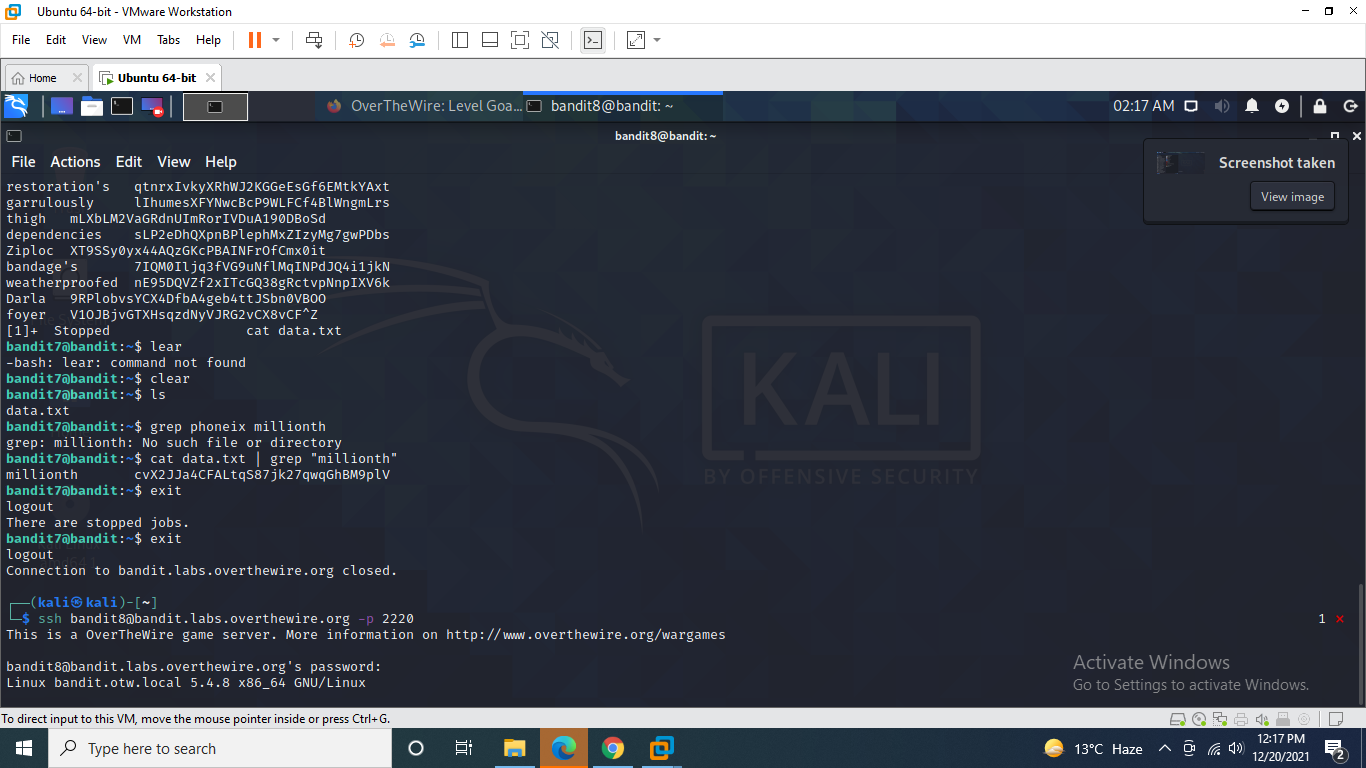 Ubuntu 64-bit - VMware Workstation
File Edit View VM Tabs Help
Home Ubuntu 64-bit
OverTheWire: Level Goa... bandit8@bandit: ~ 02:17 AM
bandit8@bandit:~
File Actions Edit View Help
Screenshot taken
View image
restoration's qtnrxIvkyXRhWJ2KGGeEsGf6EMtkYAxt
garrulously lIhumesXFYNwcBcP9WLFCf4BlWngmLrs
thigh mLXbLM2VaGRdnUImRorIVDuA190DBoSd
dependencies sLP2eDhQXpnBPlephMxZIzyMg7gwPDbs
Ziploc XT9SSy0yx44AQzGKcPBAINFrOfCmx0it
bandage's 7IQM0Iljq3fVG9uNflMqINPdJQ4i1jkN
weatherproofed nE95DQVZf2xITcGQ38gRctvpNnpIXV6k
Darla 9RPlobvsYCX4DfbA4geb4ttJSbn0VBOO
foyer V1OJBjvGTXHsqzdNyVJRG2vCX8vCF^Z
[1]+ Stopped cat data.txt
bandit7@bandit:~$ lear
-bash: lear: command not found
bandit7@bandit:~$ clear
bandit7@bandit:~$ ls
data.txt
bandit7@bandit:~$ grep phoneix millionth
grep: millionth: No such file or directory
bandit7@bandit:~$ cat data.txt | grep "millionth"
millionth cvX2JJa4CFALtqS87jk27qwqGhBM9plV
bandit7@bandit:~$ exit
logout
There are stopped jobs.
bandit7@bandit:~$ exit
logout
Connection to bandit.labs.overthewire.org closed.
(kali㉿kali)-[~]
$ ssh bandit8@bandit.labs.overthewire.org -p 2220 1 ×
This is a OverTheWire game server. More information on http://www.overthewire.org/wargames
bandit8@bandit.labs.overthewire.org's password:
Linux bandit.otw.local 5.4.8 x86_64 GNU/Linux
KALI
BY OFFENSIVE SECURITY
Activate Windows
Go to Settings to activate Windows.
To direct input to this VM, move the mouse pointer inside or press Ctrl+G.
Type here to search
13°C Haze
12:17 PM
12/20/2021
2